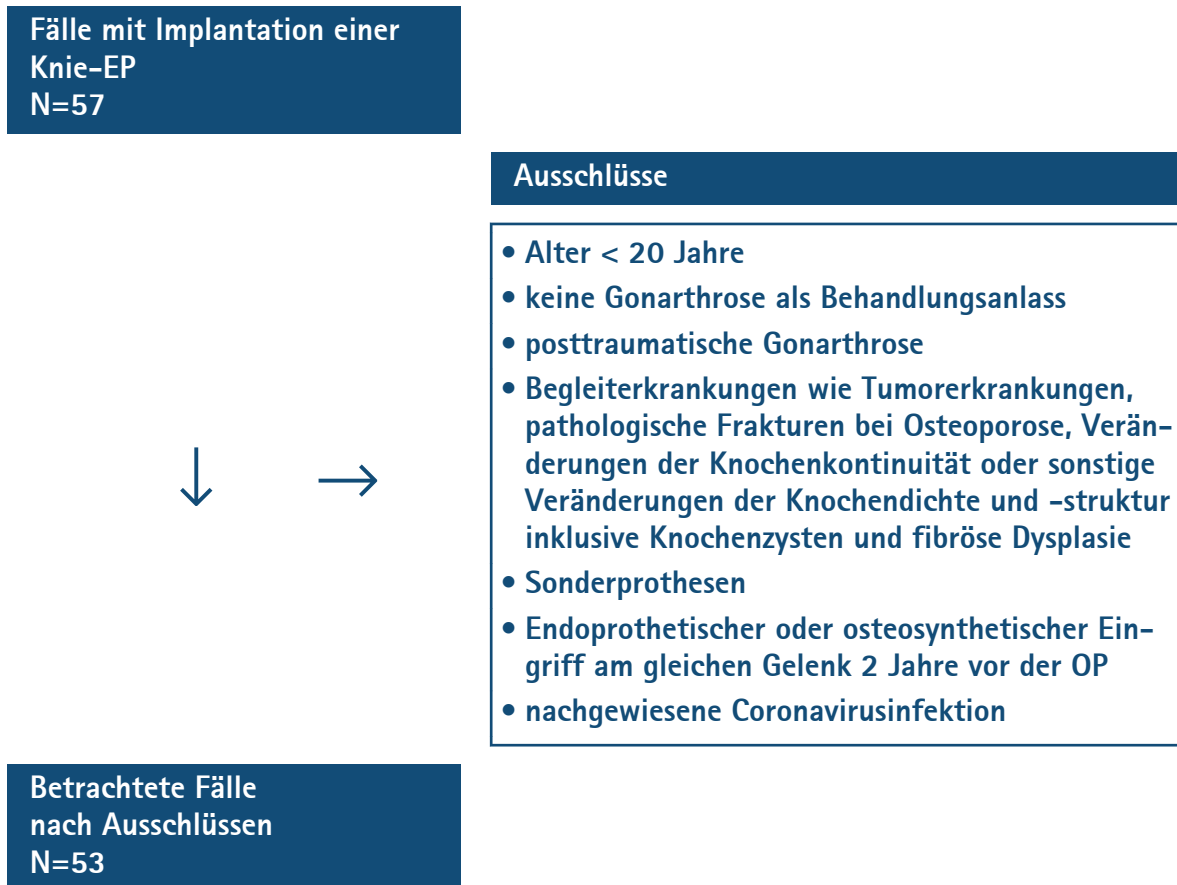 Fälle mit Implantation einer
Knie-EP
N=57
Ausschlüsse
• Alter < 20 Jahre
• keine Gonarthrose als Behandlungsanlass
• posttraumatische Gonarthrose
• Begleiterkrankungen wie Tumorerkrankungen,
pathologische Frakturen bei Osteoporose, Verän-
derungen der Knochenkontinuität oder sonstige
Veränderungen der Knochendichte und -struktur
inklusive Knochenzysten und fibröse Dysplasie
• Sonderprothesen
• Endoprothetischer oder osteosynthetischer Ein-
griff am gleichen Gelenk 2 Jahre vor der OP
• nachgewiesene Coronavirusinfektion
Betrachtete Fälle
nach Ausschlüssen
N=53